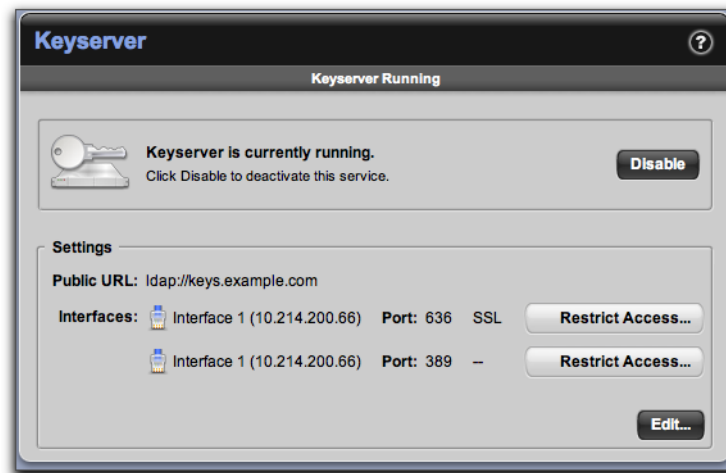 Keyserver
?
Keyserver Running
Keyserver is currently running.
Click Disable to deactivate this service.
Disable
Settings
Public URL: ldap://keys.example.com
Interfaces: Interface 1 (10.214.200.66) Port: 636 SSL Restrict Access...
Interface 1 (10.214.200.66) Port: 389 -- Restrict Access...
Edit...